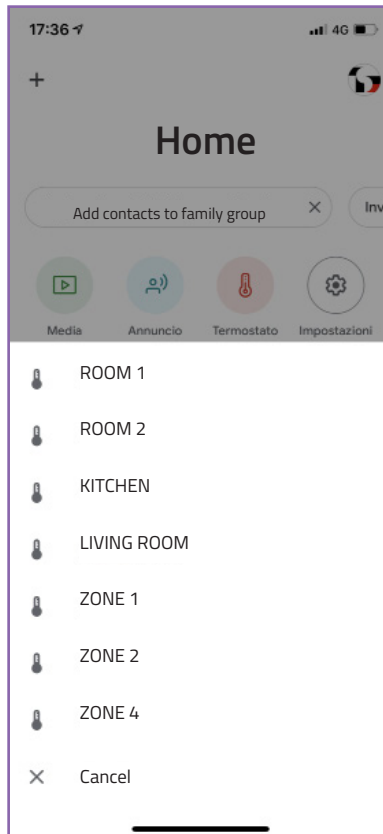 17:36 4G
+
Home
Add contacts to family group × Inv
Media Annuncio Termostato Impostazioni
ROOM 1
ROOM 2
KITCHEN
LIVING ROOM
ZONE 1
ZONE 2
ZONE 4
Cancel